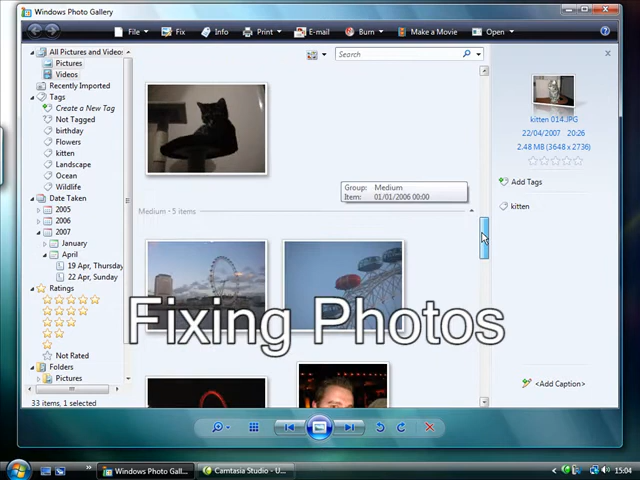 Windows Photo Gallery
File Fix Info Print E-mail Burn Make a Movie Open
All Pictures and Videos
Pictures
Videos
Recently Imported
Tags
Create a New Tag
Not Tagged
birthday
Flowers
kitten
Landscape
Ocean
Wildlife
Date Taken
2005
2006
2007
January
April
19 Apr, Thursday
22 Apr, Sunday
Ratings
Not Rated
Folders
Pictures
33 items, 1 selected
Search
Group: Medium
Item: 01/01/2006 00:00
Medium - 5 items
Fixing Photos
kitten 014.JPG
22/04/2007 20:26
2.48 MB (3648 x 2736)
Add Tags
kitten
<Add Caption>
Windows Photo Gall...
Camtasia Studio - U...
15:04